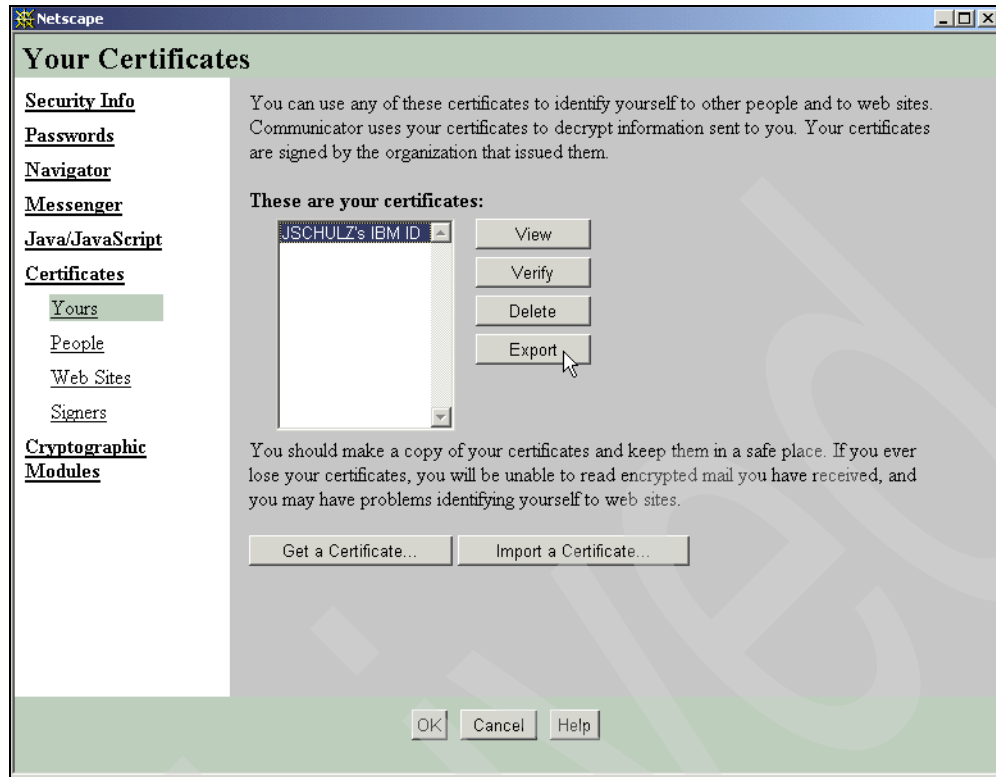 Netscape
Your Certificates
Security Info
Passwords
Navigator
Messenger
Java/JavaScript
Certificates
Yours
People
Web Sites
Signers
Cryptographic
Modules
You can use any of these certificates to identify yourself to other people and to web sites.
Communicator uses your certificates to decrypt information sent to you. Your certificates
are signed by the organization that issued them.
These are your certificates:
JSCHULZ's IBM ID
View
Verify
Delete
Export
You should make a copy of your certificates and keep them in a safe place. If you ever
lose your certificates, you will be unable to read encrypted mail you have received, and
you may have problems identifying yourself to web sites.
Get a Certificate... Import a Certificate...
OK Cancel Help